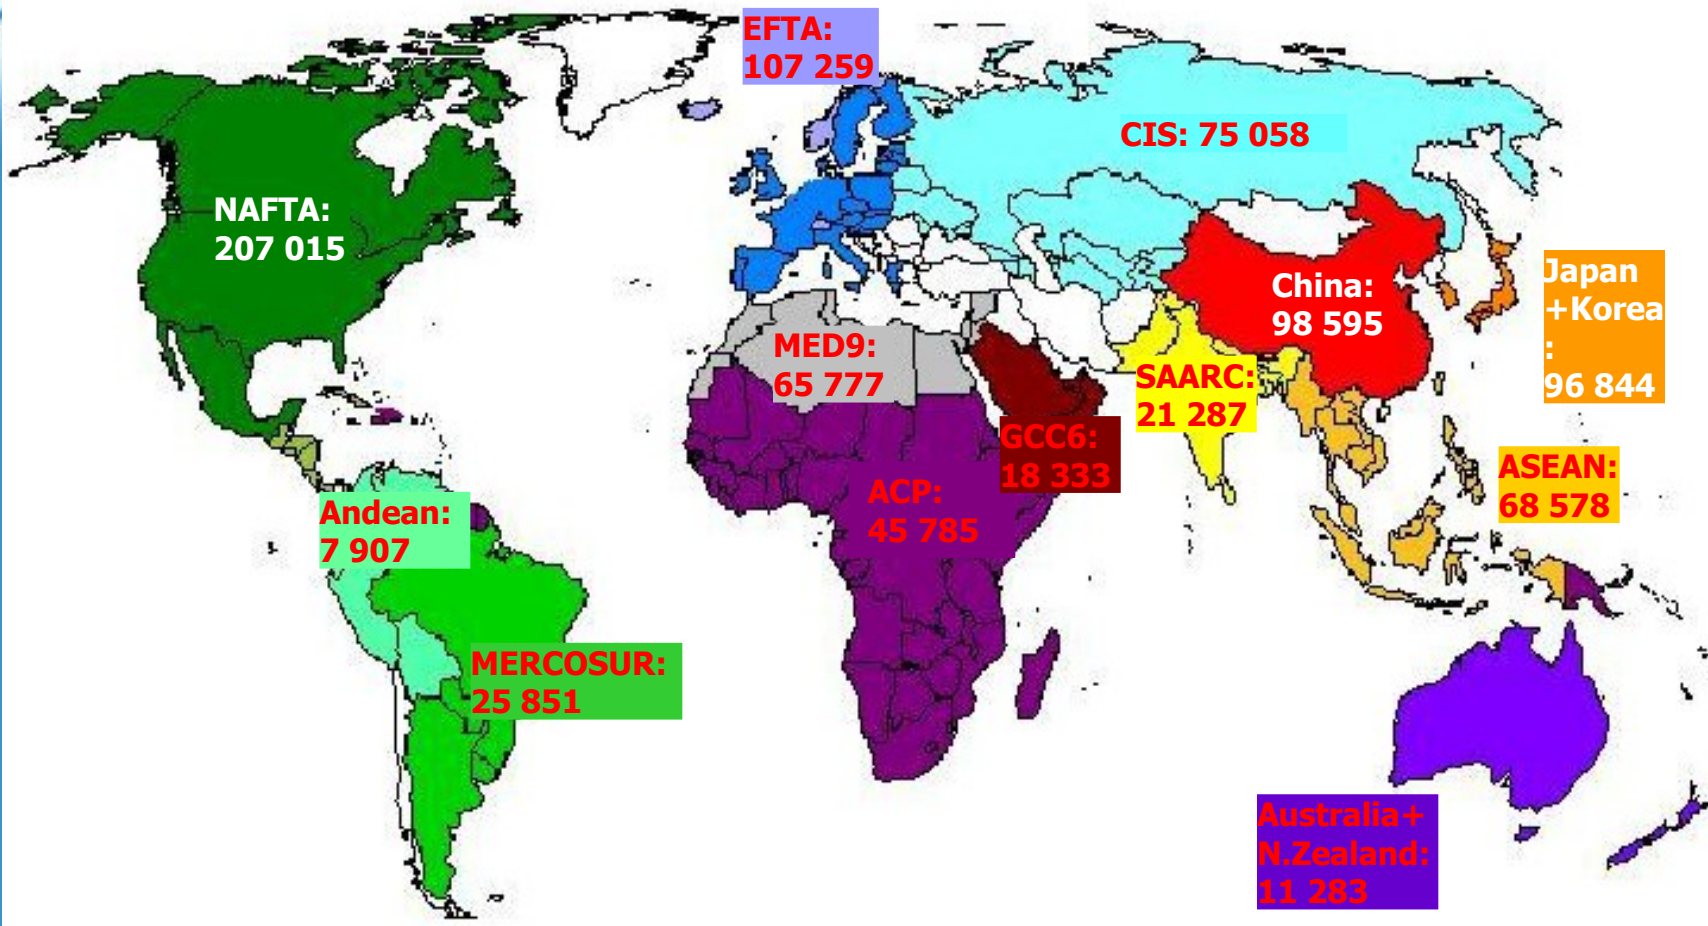 EFTA:
107 259
CIS: 75 058
NAFTA:
207 015
China:
98 595
Japan
+Korea
:
96 844
MED9:
65 777
SAARC:
21 287
GCC6:
18 333
ASEAN:
68 578
ACP:
45 785
Andean:
7 907
MERCOSUR:
25 851
Australia+
N.Zealand:
11 283